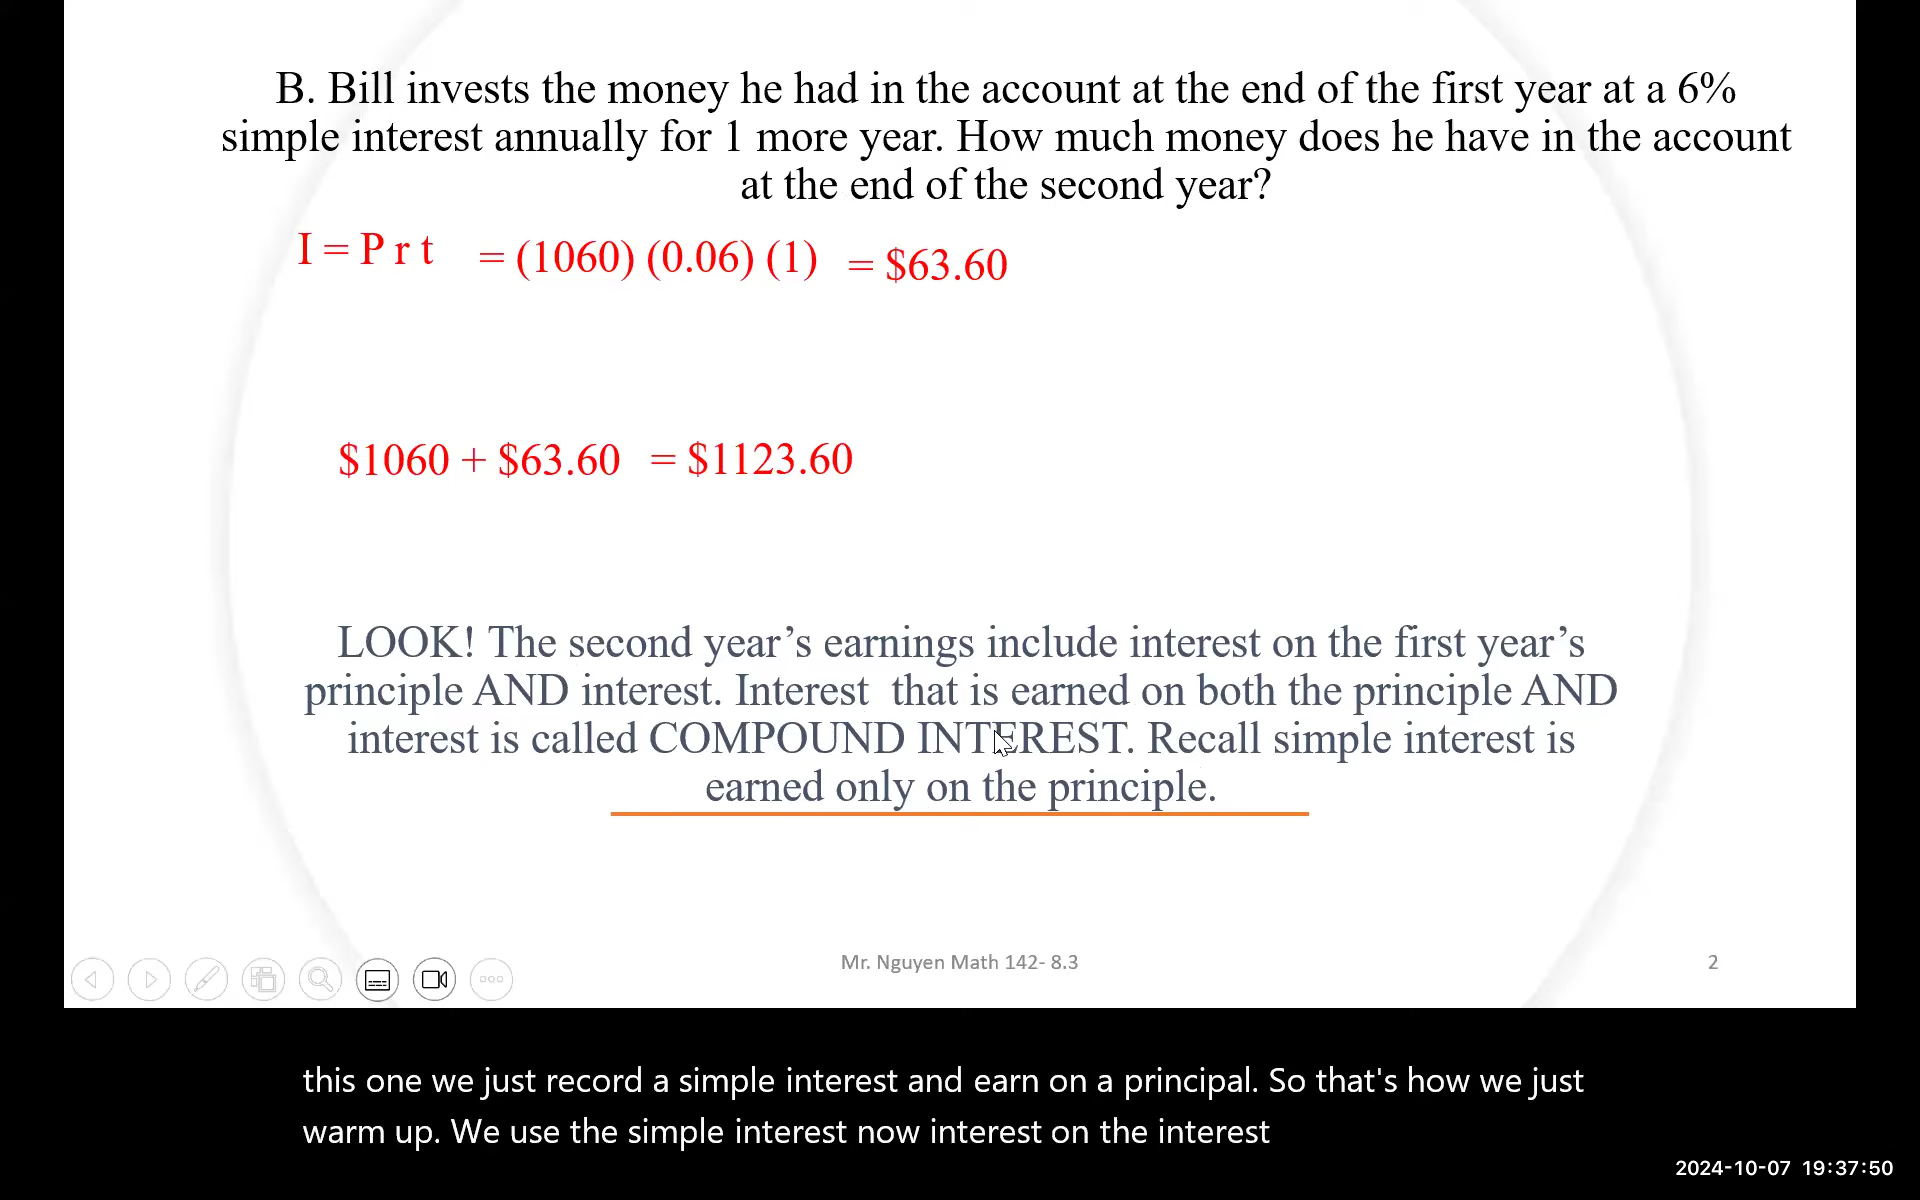 B. Bill invests the money he had in the account at the end of the first year at a 6%
simple interest annually for 1 more year. How much money does he have in the account
at the end of the second year?
I = P r t = (1060) (0.06) (1) = $63.60
$1060 + $63.60 = $1123.60
LOOK! The second year’s earnings include interest on the first year’s
principle AND interest. Interest that is earned on both the principle AND
interest is called COMPOUND INTEREST. Recall simple interest is
earned only on the principle.
Mr. Nguyen Math 142- 8.3
2
this one we just record a simple interest and earn on a principal. So that's how we just
warm up. We use the simple interest now interest on the interest
2024-10-07 19:37:50